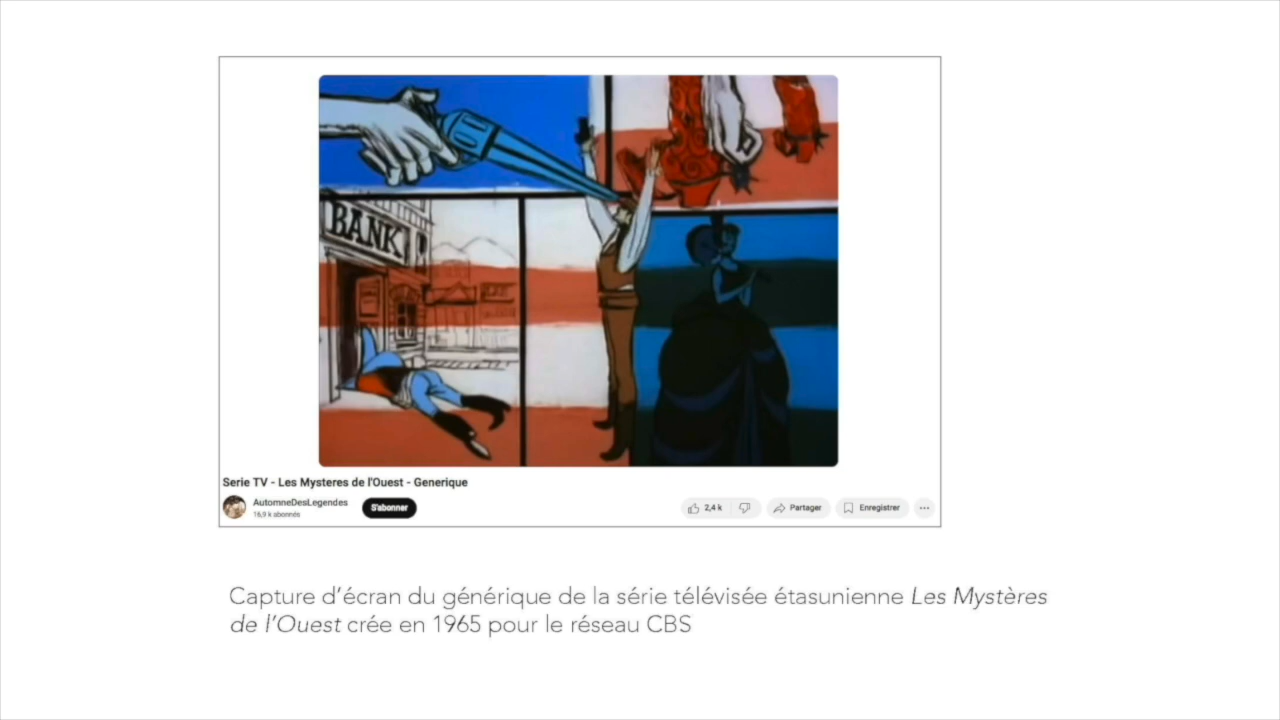 BANK
Serie TV - Les Mysteres de l'Ouest - Generique
AutomneDesLegendes
16,9 k abonnés
S'abonner
2,4 k
Partager
Enregistrer
Capture d'écran du générique de la série télévisée étasunienne Les Mystères
de l'Ouest crée en 1965 pour le réseau CBS